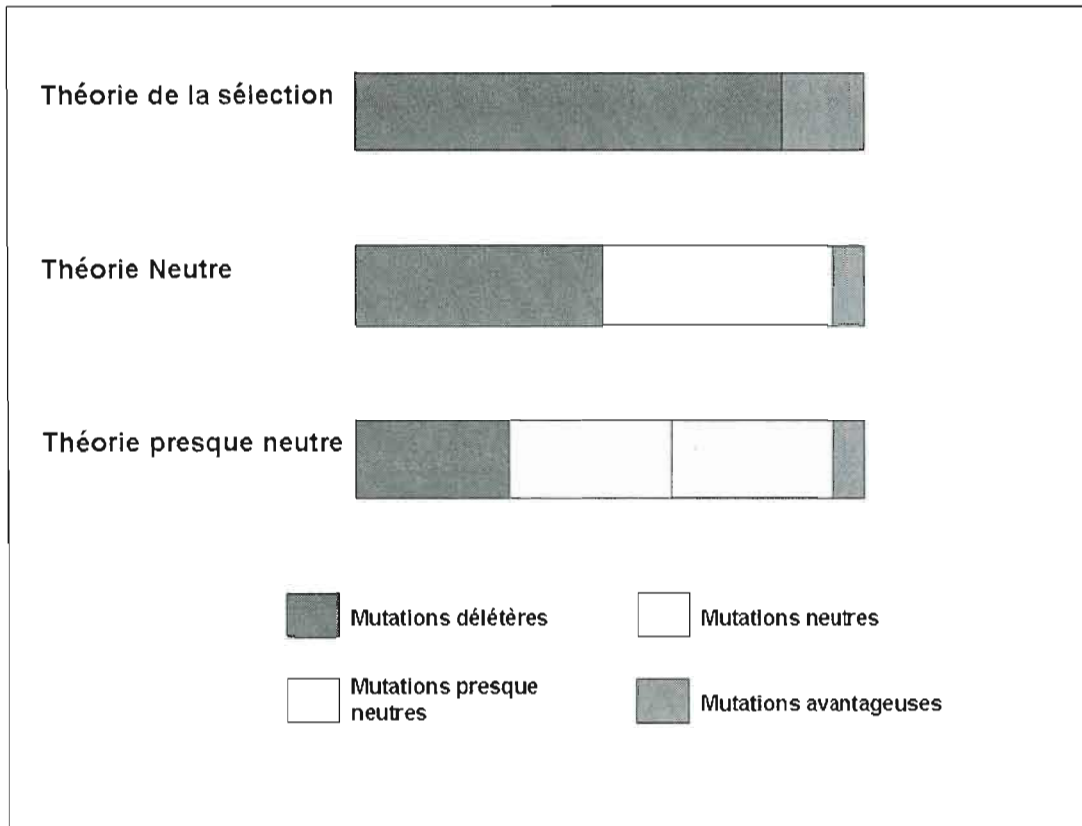 Théorie de la sélection
Théorie Neutre
Théorie presque neutre
Mutations délétères
Mutations neutres
Mutations presque
neutres
Mutations avantageuses